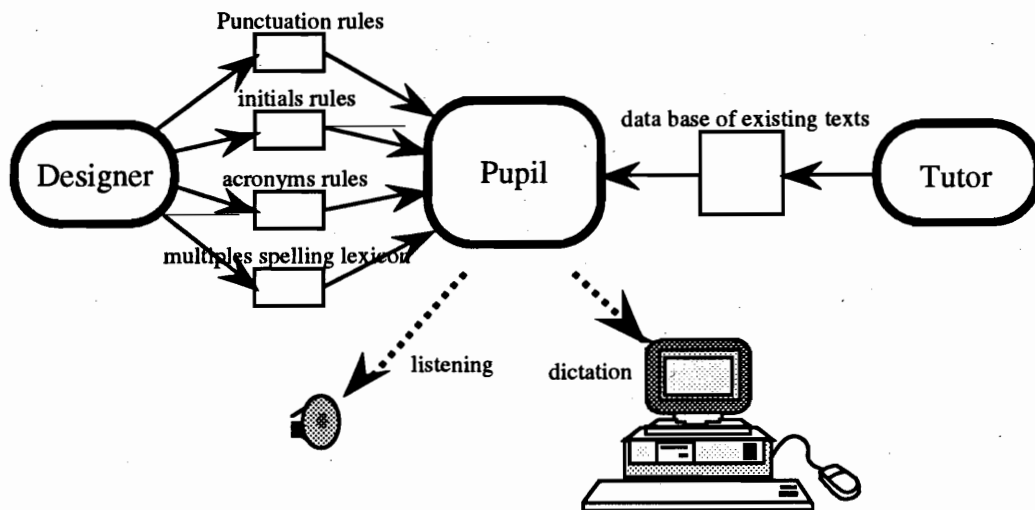 Punctuation rules
initials rules
data base of existing texts
Designer
Pupil
Tutor
acronyms rules
multiples spelling lexicon
listening
dictation